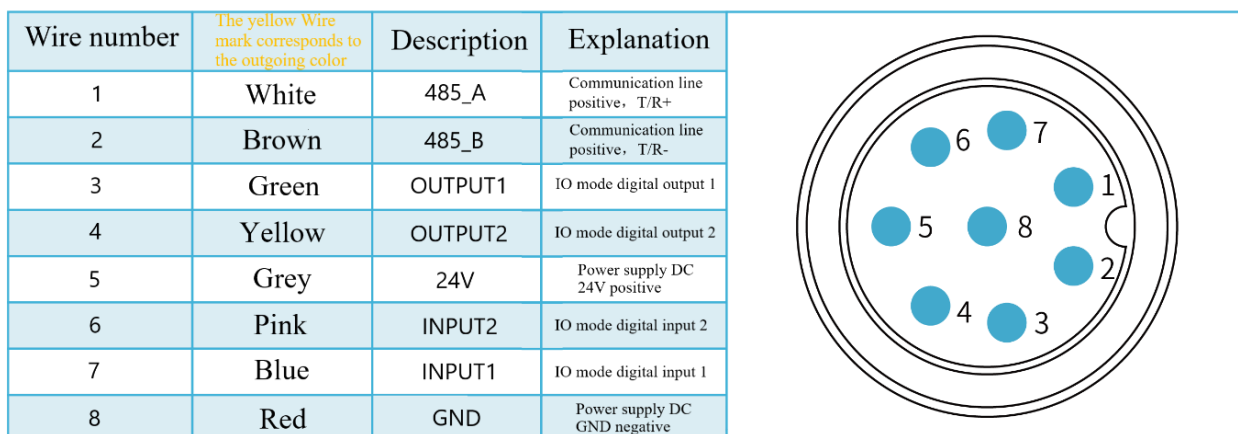 Wire number
The yellow Wire
mark corresponds to
the outgoing color
Description
Explanation
1
White
485_A
Communication line
positive，T/R+
2
Brown
485_B
Communication line
positive，T/R-
3
Green
OUTPUT1
IO mode digital output 1
4
Yellow
OUTPUT2
IO mode digital output 2
5
Grey
24V
Power supply DC
24V positive
6
Pink
INPUT2
IO mode digital input 2
7
Blue
INPUT1
IO mode digital input 1
8
Red
GND
Power supply DC
GND negative
6
7
1
5
8
2
4
3